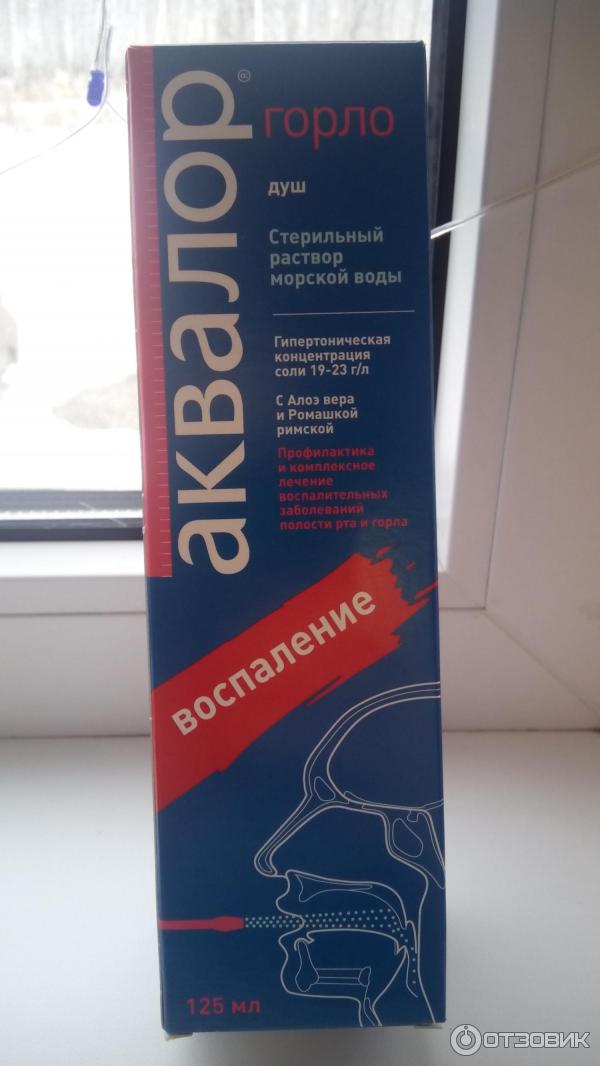 аквалор®
горло
душ
Стерильный
раствор
морской воды
Гипертоническая
концентрация
соли 19-23 г/л
С Алоэ вера
и Ромашкой
римской
Профилактика
и комплексное
лечение
воспалительных
заболеваний
полости рта и горла
воспаление
125 мл
ОТЗОВИК